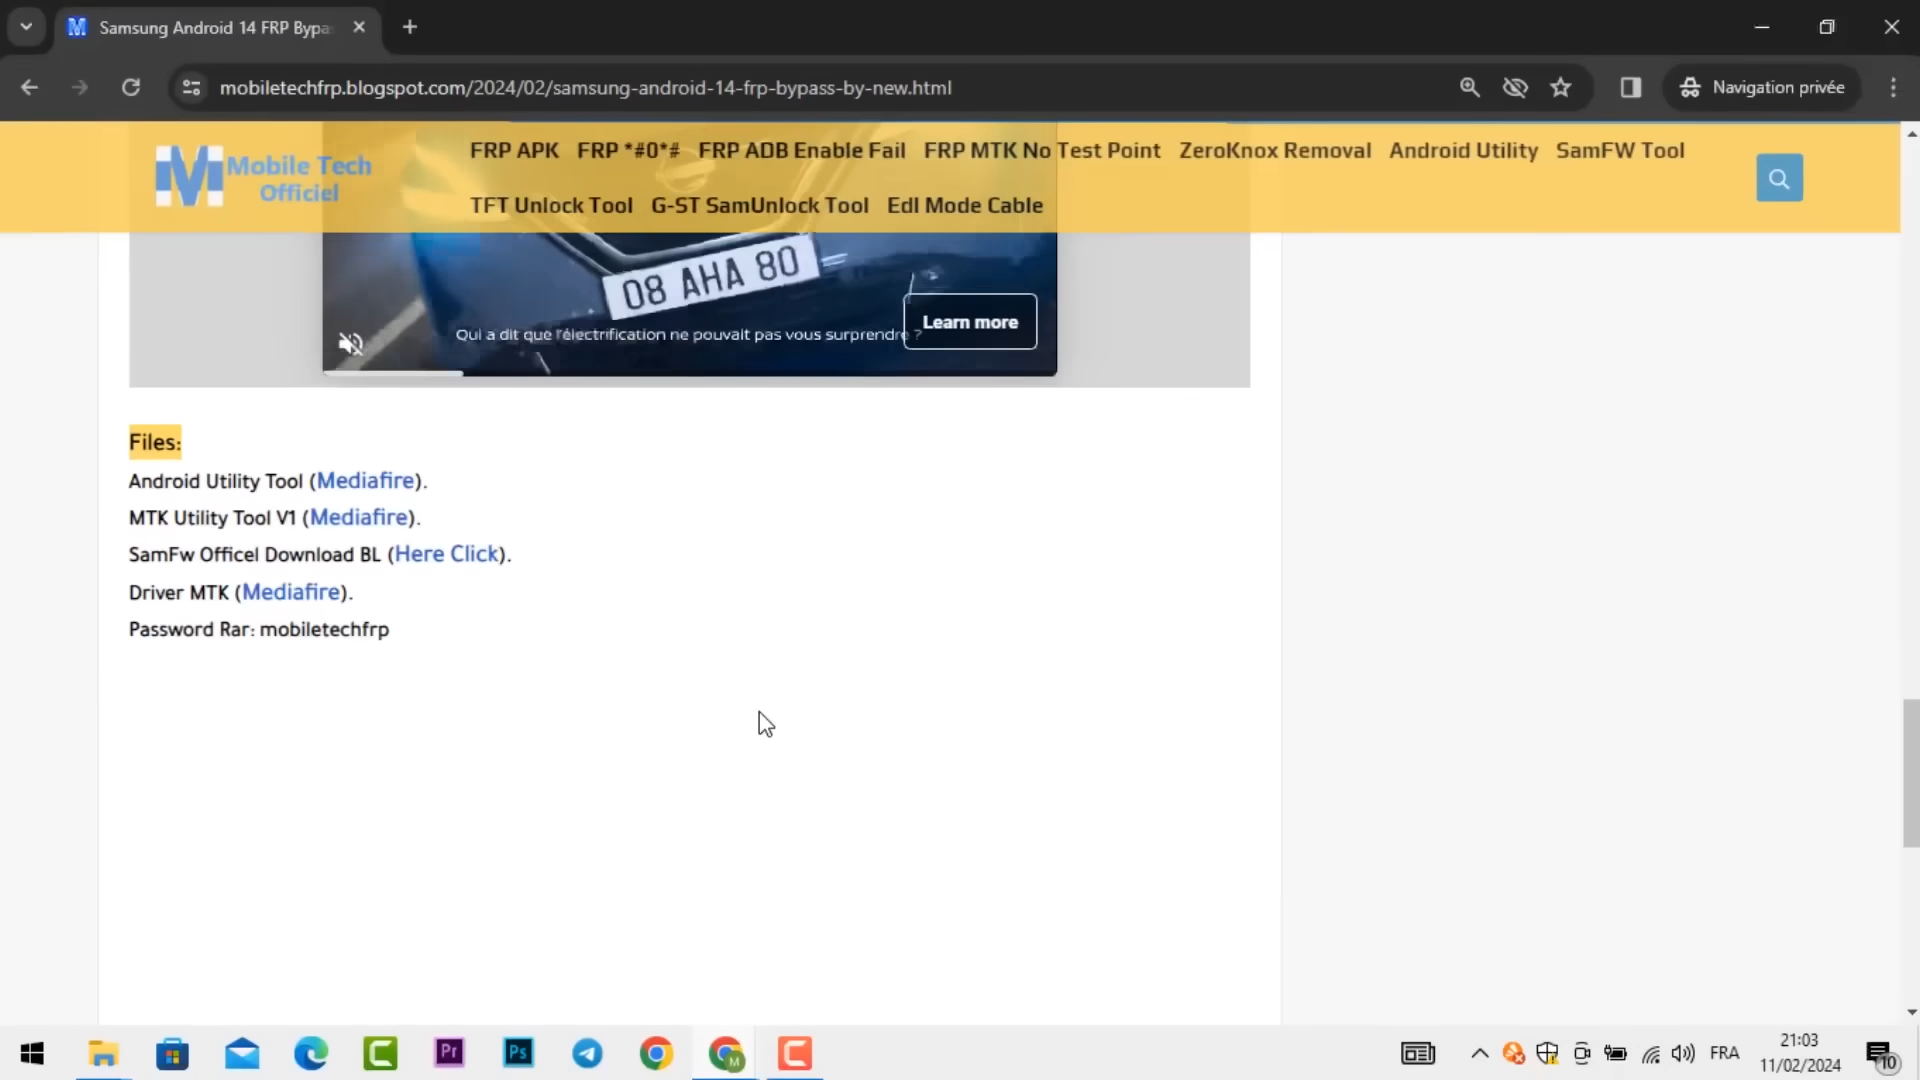 Samsung Android 14 FRP Bypa
mobiletechfrp.blogspot.com/2024/02/samsung-android-14-frp-bypass-by-new.html
Navigation privée
Mobile Tech
Officiel
FRP APK FRP *#0*# FRP ADB Enable Fail FRP MTK No Test Point ZeroKnox Removal Android Utility SamFW Tool
TFT Unlock Tool G-ST SamUnlock Tool Edl Mode Cable
08 AHA 80
Qui a dit que l'électrification ne pouvait pas vous surprendre ?
Learn more
Files:
Android Utility Tool (Mediafire).
MTK Utility Tool V1 (Mediafire).
SamFw Officel Download BL (Here Click).
Driver MTK (Mediafire).
Password Rar: mobiletechfrp
Pr
Ps
M
FRA
21:03
11/02/2024
10